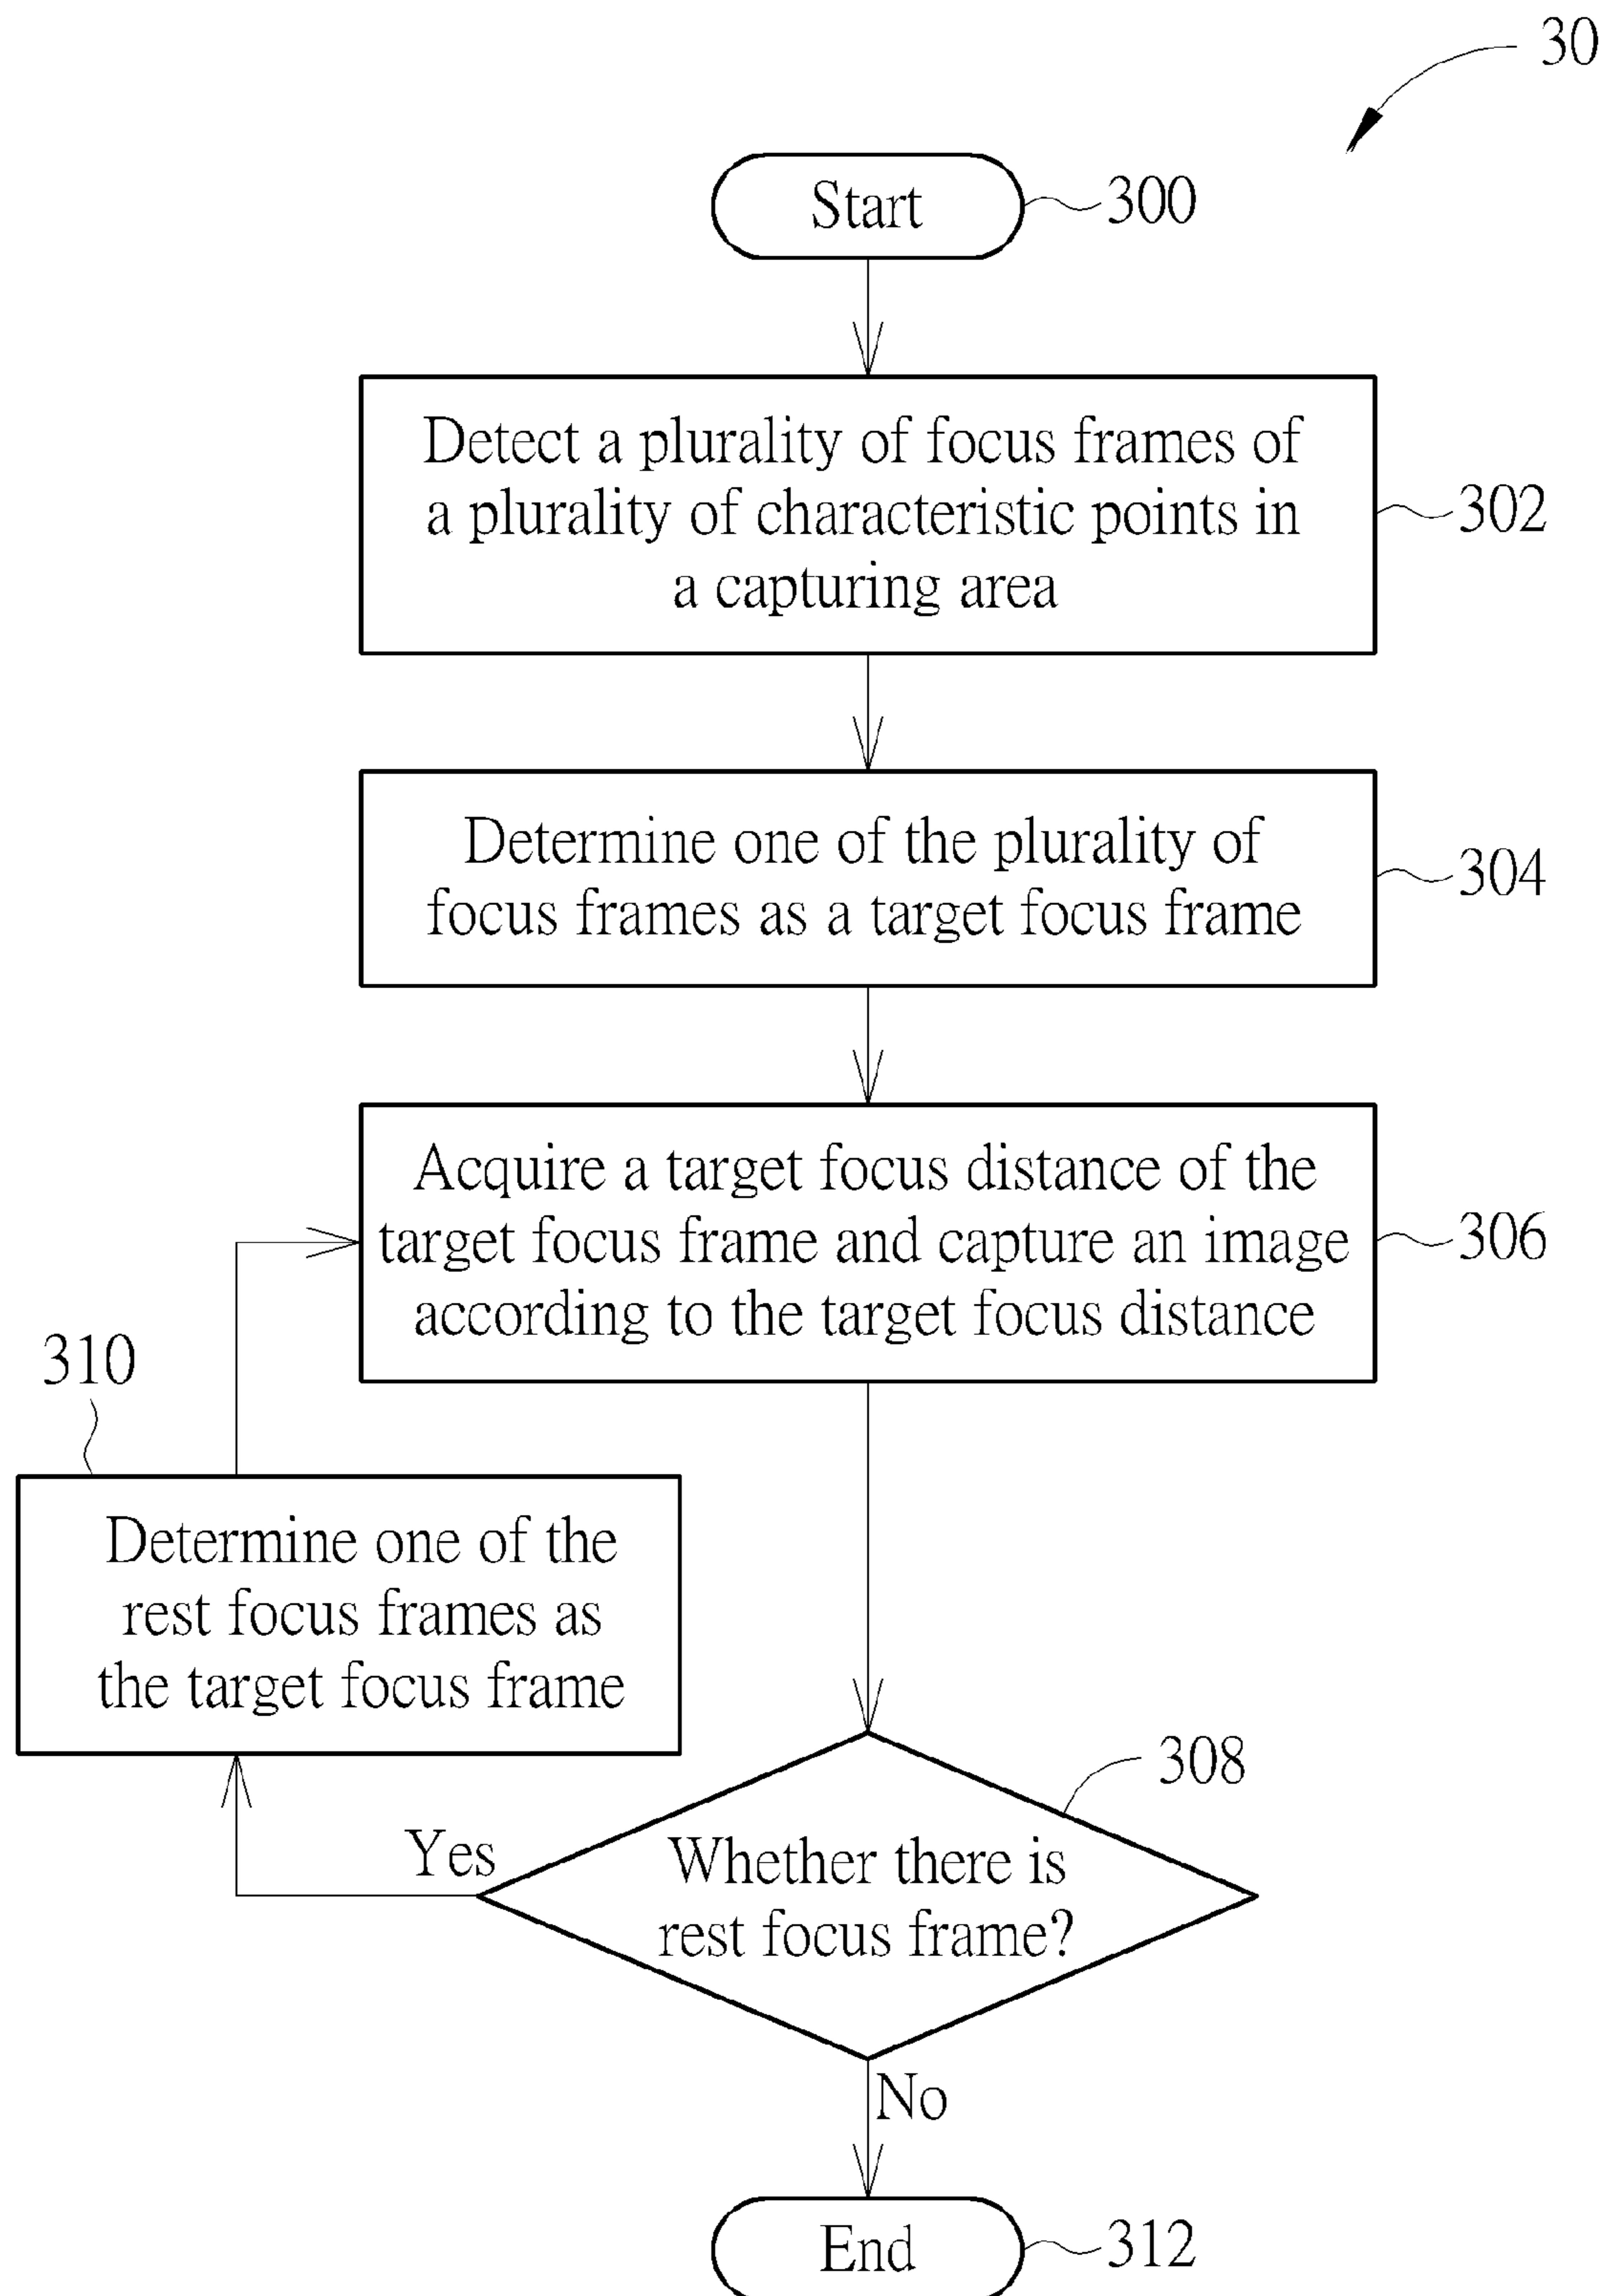 30
Start
300
Detect a plurality of focus frames of
a plurality of characteristic points in
a capturing area
302
Determine one of the plurality of
focus frames as a target focus frame
304
Acquire a target focus distance of the
target focus frame and capture an image
according to the target focus distance
306
310
Determine one of the
rest focus frames as
the target focus frame
308
Whether there is
rest focus frame?
Yes
No
End
312